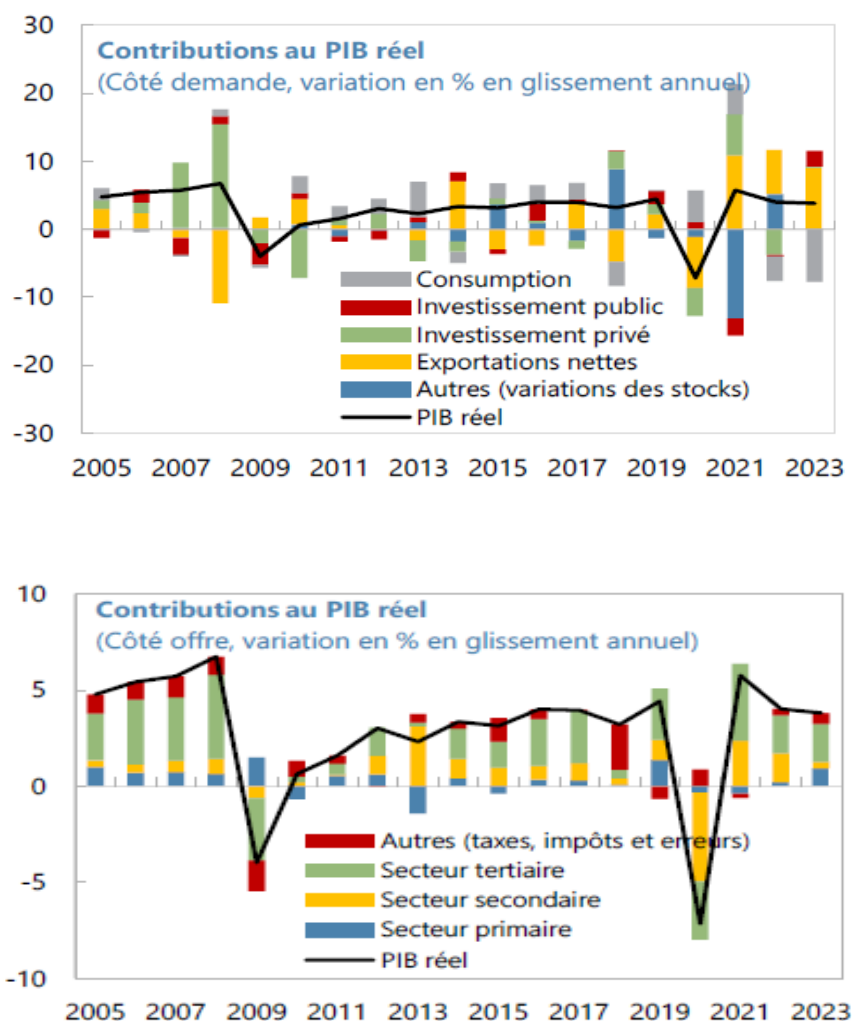 Contributions au PIB réel
(Côté demande, variation en % en glissement annuel)
30
20
10
0
-10
-20
-30
Consumption
Investissement public
Investissement privé
Exportations nettes
Autres (variations des stocks)
PIB réel
2005 2007 2009 2011 2013 2015 2017 2019 2021 2023
Contributions au PIB réel
(Côté offre, variation en % en glissement annuel)
10
5
0
-5
-10
Autres (taxes, impôts et erreurs)
Secteur tertiaire
Secteur secondaire
Secteur primaire
PIB réel
2005 2007 2009 2011 2013 2015 2017 2019 2021 2023